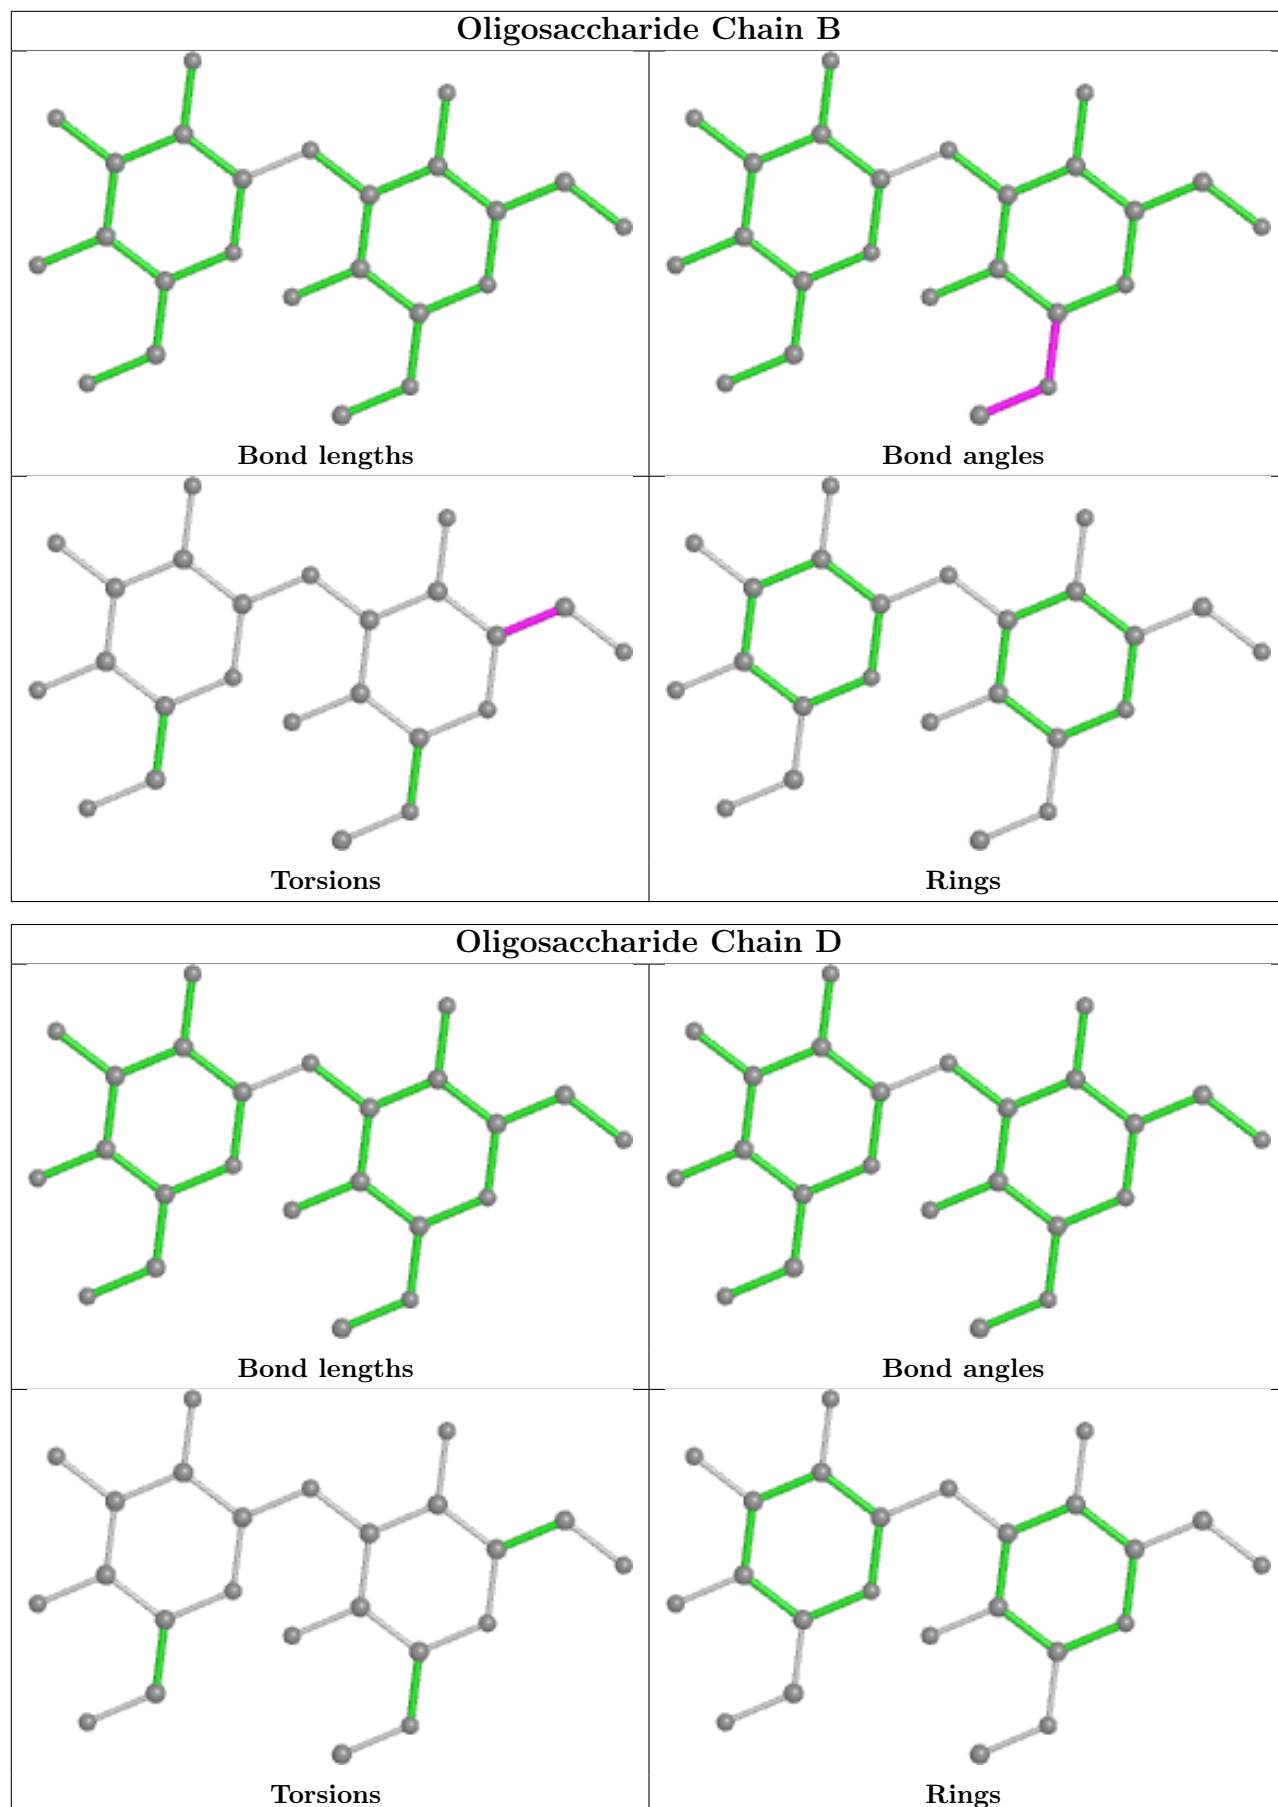 Oligosaccharide Chain B
Bond lengths
Bond angles
Torsions
Rings
Oligosaccharide Chain D
Bond lengths
Bond angles
Torsions
Rings